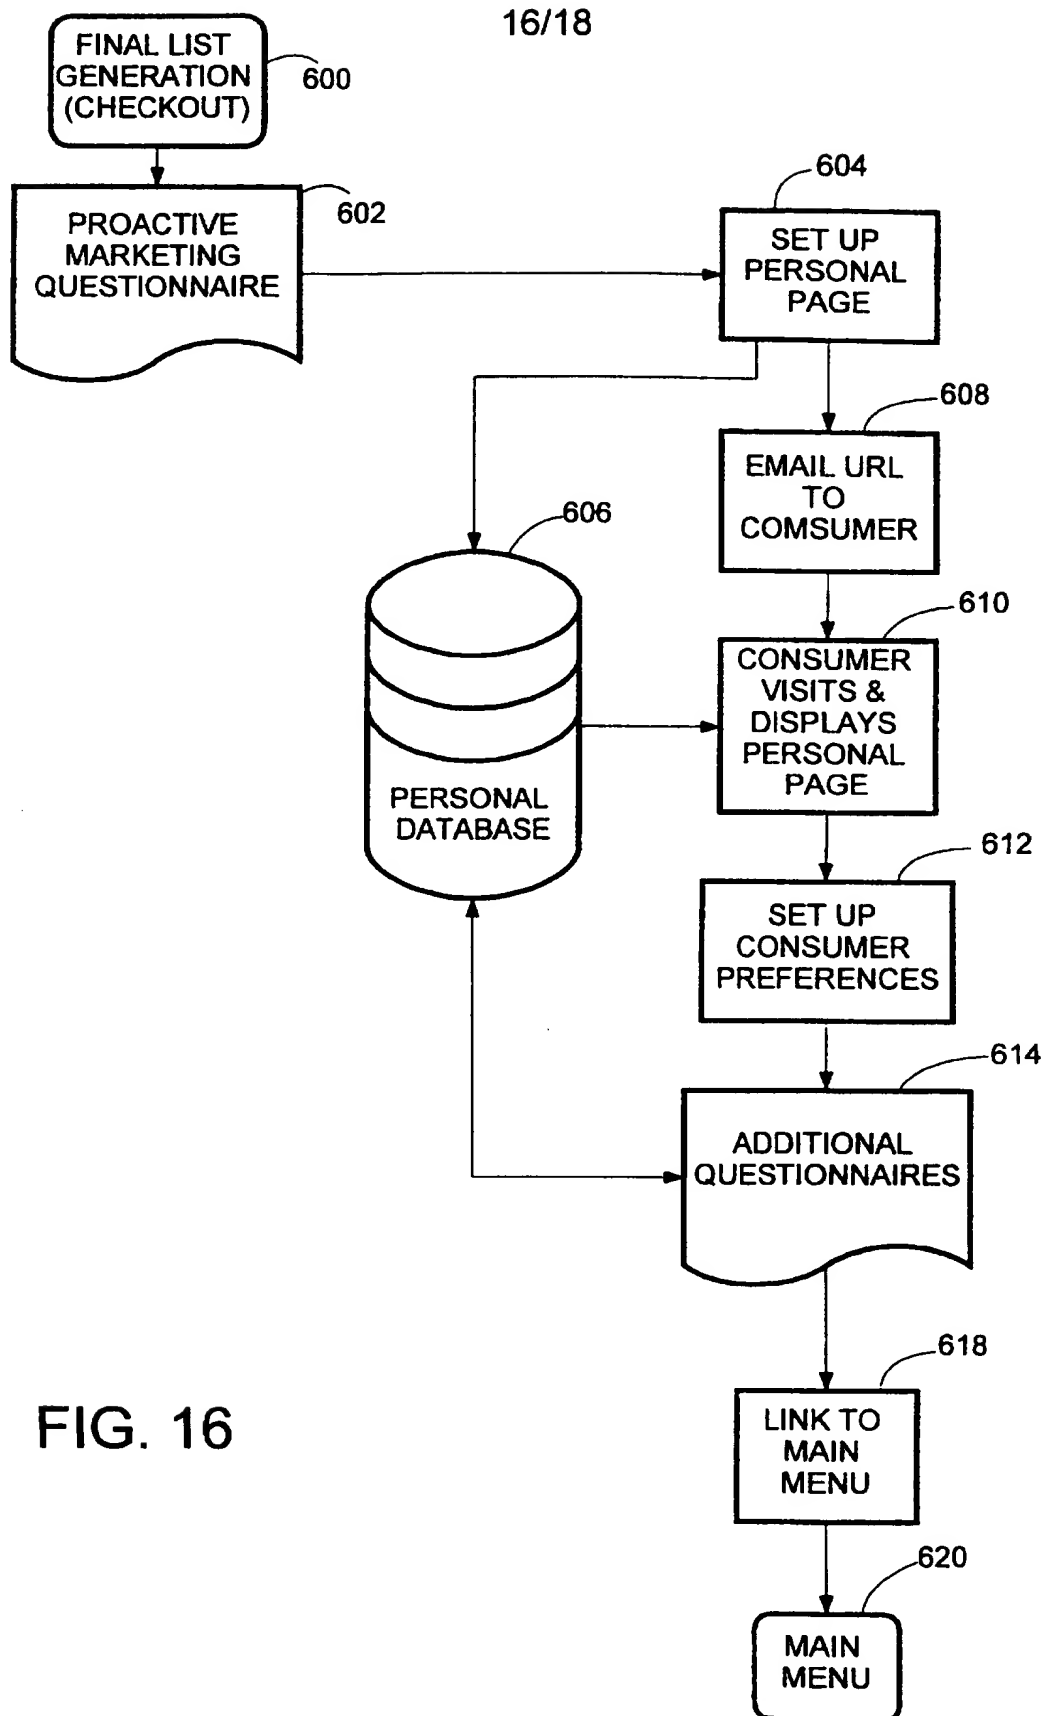 16/18
FINAL LIST
GENERATION
(CHECKOUT)
600
PROACTIVE
MARKETING
QUESTIONNAIRE
602
604
SET UP
PERSONAL
PAGE
608
EMAIL URL
TO
COMSUMER
606
PERSONAL
DATABASE
610
CONSUMER
VISITS &
DISPLAYS
PERSONAL
PAGE
612
SET UP
CONSUMER
PREFERENCES
614
ADDITIONAL
QUESTIONNAIRES
618
LINK TO
MAIN
MENU
620
MAIN
MENU
FIG. 16